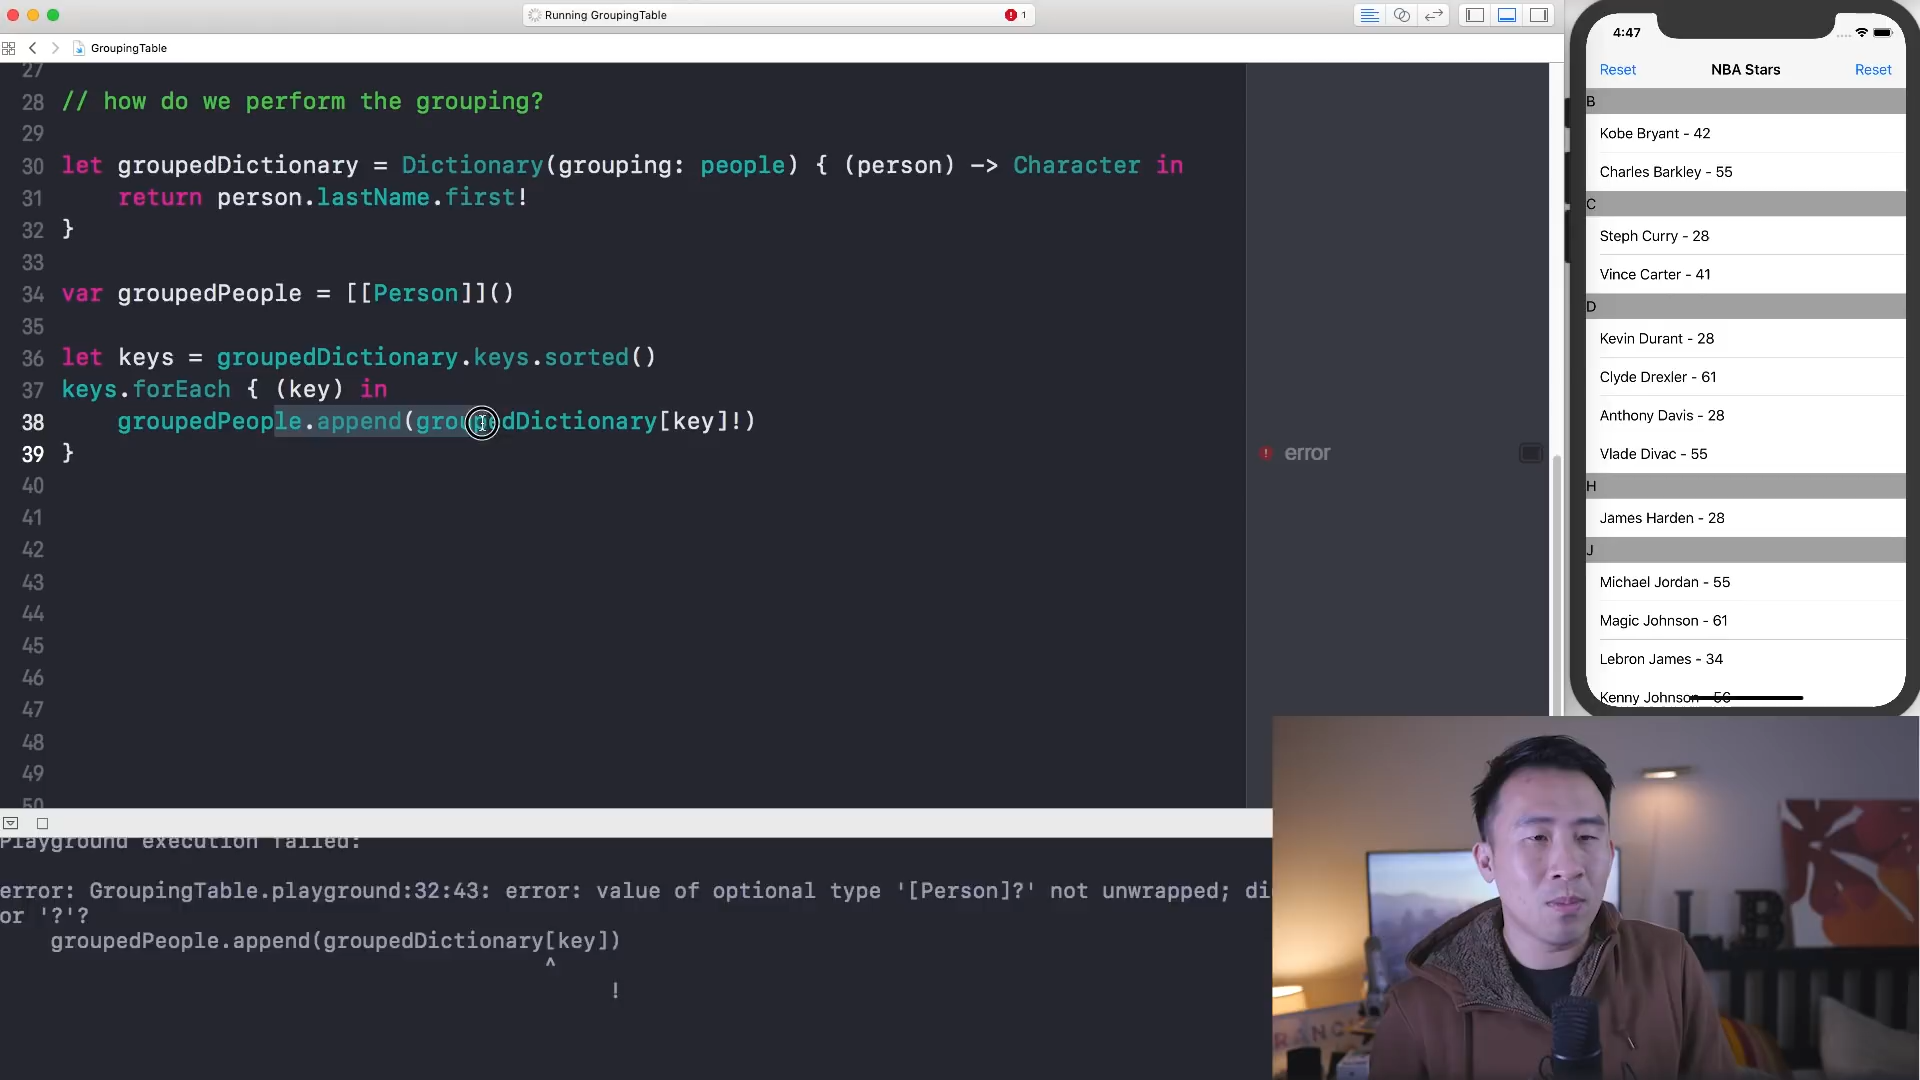 Running GroupingTable
1
GroupingTable
27
28 // how do we perform the grouping?
29
30 let groupedDictionary = Dictionary(grouping: people) { (person) -> Character in
31 return person.lastName.first!
32 }
33
34 var groupedPeople = [[Person]]()
35
36 let keys = groupedDictionary.keys.sorted()
37 keys.forEach { (key) in
38 groupedPeople.append(groupedDictionary[key]!)
39 }
40
41
42
43
44
45
46
47
48
49
50
error
Playground execution failed:
error: GroupingTable.playground:32:43: error: value of optional type '[Person]?' not unwrapped; di
or '?'?
groupedPeople.append(groupedDictionary[key])
^
!
4:47
Reset NBA Stars Reset
B
Kobe Bryant - 42
Charles Barkley - 55
C
Steph Curry - 28
Vince Carter - 41
D
Kevin Durant - 28
Clyde Drexler - 61
Anthony Davis - 28
Vlade Divac - 55
H
James Harden - 28
J
Michael Jordan - 55
Magic Johnson - 61
Lebron James - 34
Kenny Johnson - 56
L B